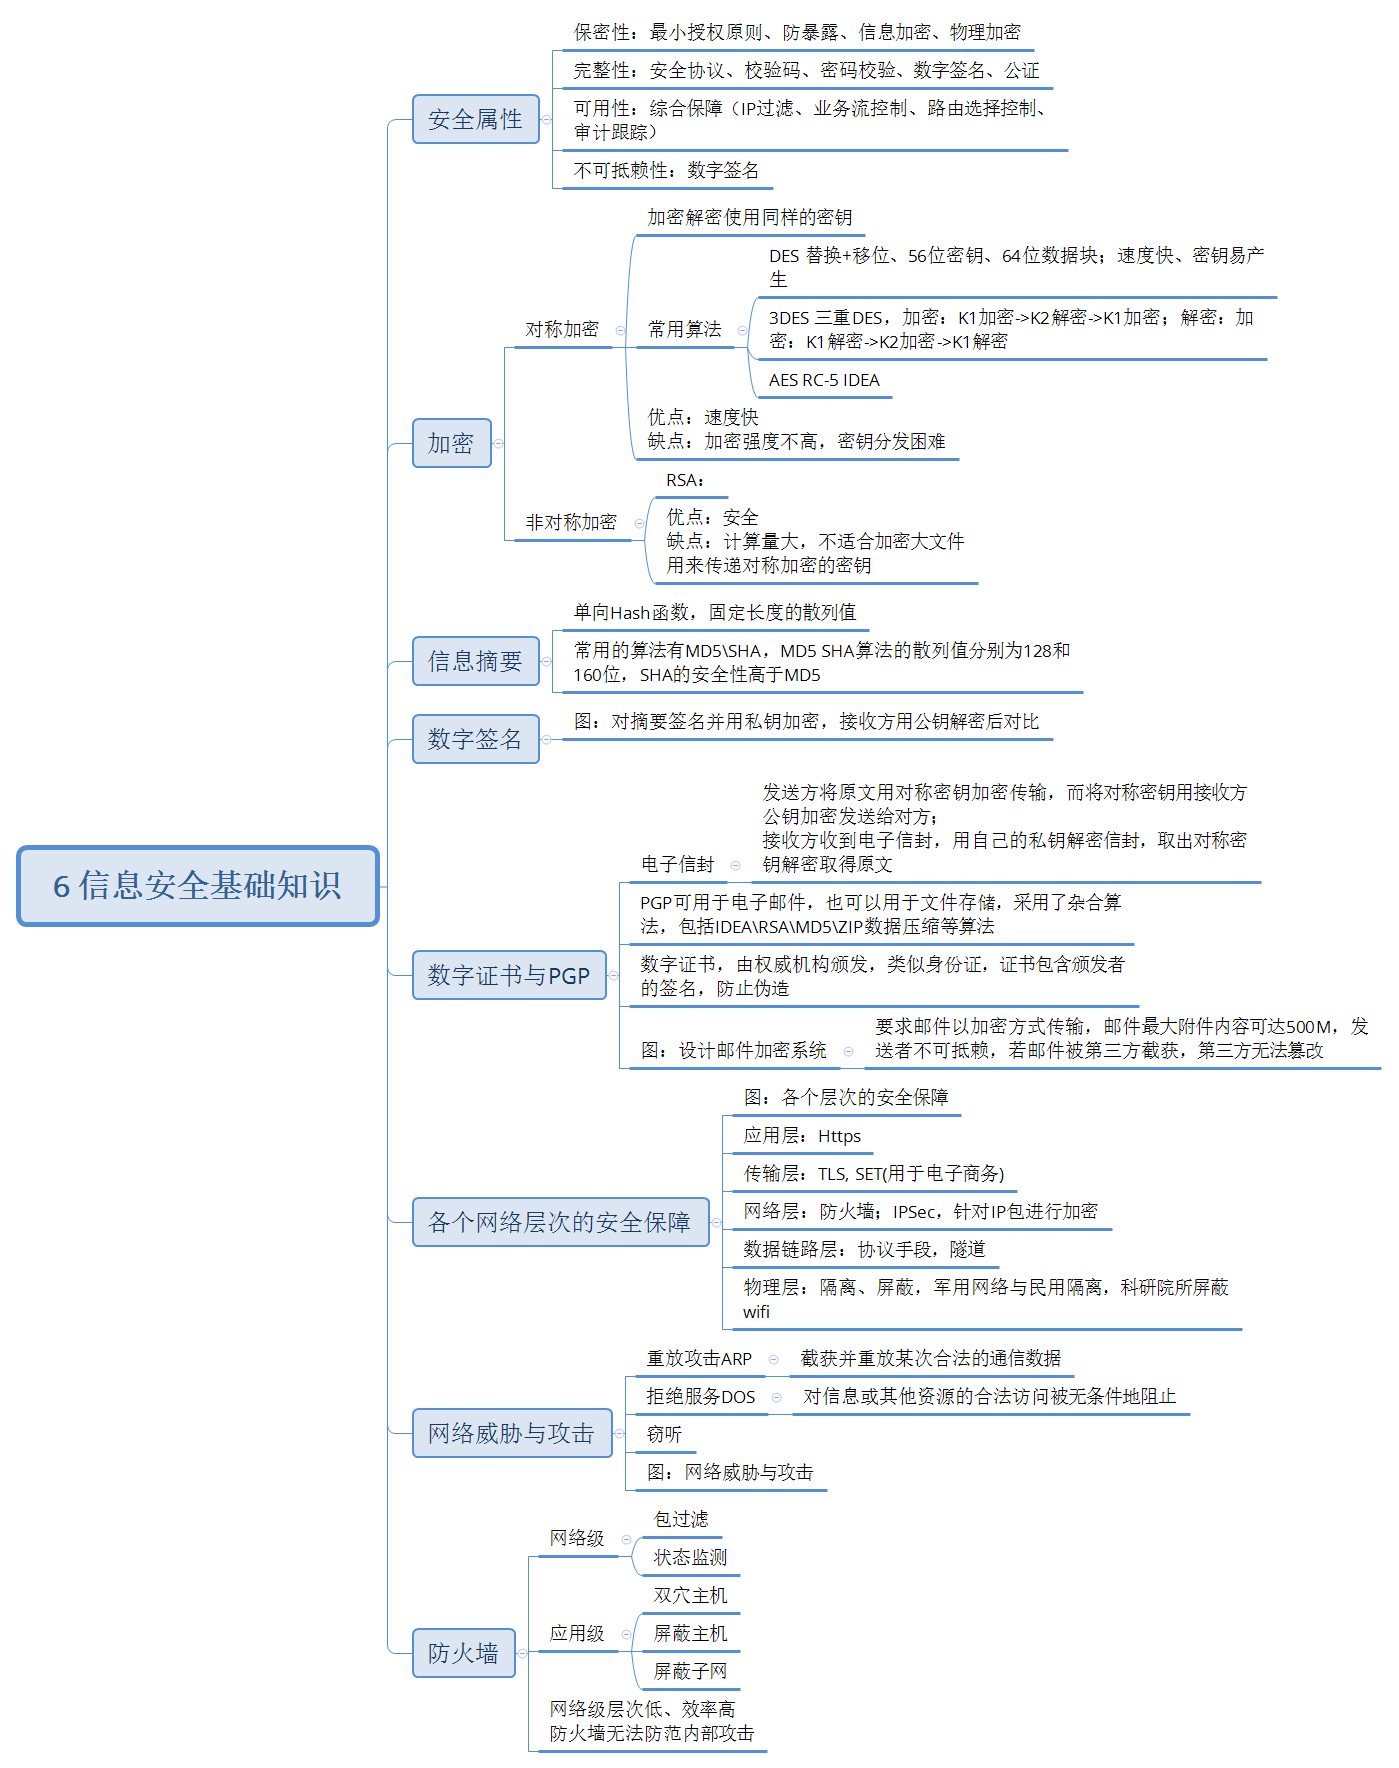 6 信息安全基础知识
安全属性
保密性：最小授权原则、防暴露、信息加密、物理加密
完整性：安全协议、校验码、密码校验、数字签名、公证
可用性：综合保障（IP过滤、业务流控制、路由选择控制、
审计跟踪）
不可抵赖性：数字签名
加密
对称加密
加密解密使用同样的密钥
常用算法
DES 替换+移位、56位密钥、64位数据块；速度快、密钥易产
生
3DES 三重DES，加密：K1加密->K2解密->K1加密；解密：加
密：K1解密->K2加密->K1解密
AES RC-5 IDEA
优点：速度快
缺点：加密强度不高，密钥分发困难
非对称加密
RSA：
优点：安全
缺点：计算量大，不适合加密大文件
用来传递对称加密的密钥
信息摘要
单向Hash函数，固定长度的散列值
常用的算法有MD5\SHA，MD5 SHA算法的散列值分别为128和
160位，SHA的安全性高于MD5
数字签名
图：对摘要签名并用私钥加密，接收方用公钥解密后对比
数字证书与PGP
电子信封
发送方将原文用对称密钥加密传输，而将对称密钥用接收方
公钥加密发送给对方；
接收方收到电子信封，用自己的私钥解密信封，取出对称密
钥解密取得原文
PGP可用于电子邮件，也可以用于文件存储，采用了杂合算
法，包括IDEA\RSA\MD5\ZIP数据压缩等算法
数字证书，由权威机构颁发，类似身份证，证书包含颁发者
的签名，防止伪造
图：设计邮件加密系统
要求邮件以加密方式传输，邮件最大附件内容可达500M，发
送者不可抵赖，若邮件被第三方截获，第三方无法篡改
各个网络层次的安全保障
图：各个层次的安全保障
应用层：Https
传输层：TLS, SET(用于电子商务)
网络层：防火墙；IPSec，针对IP包进行加密
数据链路层：协议手段，隧道
物理层：隔离、屏蔽，军用网络与民用隔离，科研院所屏蔽
wifi
网络威胁与攻击
重放攻击ARP
截获并重放某次合法的通信数据
拒绝服务DOS
对信息或其他资源的合法访问被无条件地阻止
窃听
图：网络威胁与攻击
防火墙
网络级
包过滤
状态监测
应用级
双穴主机
屏蔽主机
屏蔽子网
网络级层次低、效率高
防火墙无法防范内部攻击